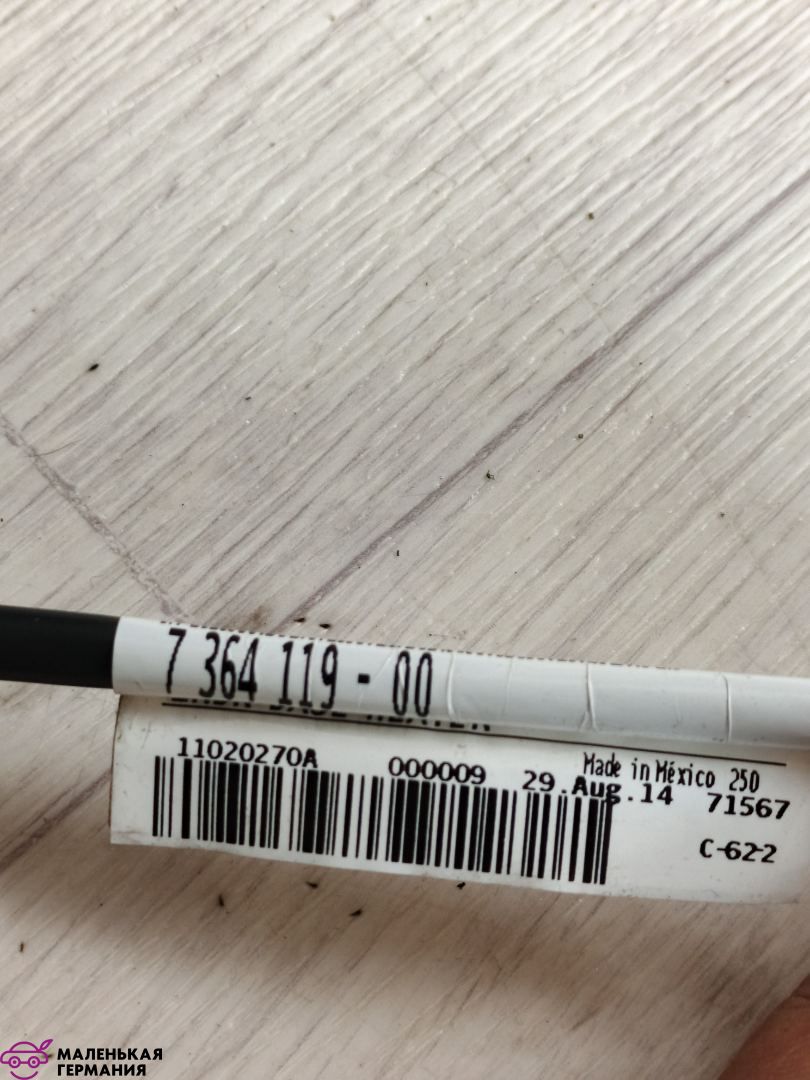 7 364 119 - 00
11020270A 000009 29.Aug.14 71567
Made in México 250
C-62-2
МАЛЕНЬКАЯ
ГЕРМАНИЯ